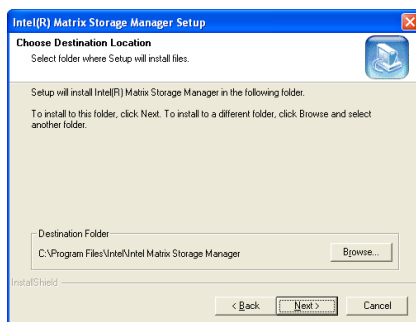 Intel(R) Matrix Storage Manager Setup
Choose Destination Location
Select folder where Setup will install files.
Setup will install Intel(R) Matrix Storage Manager in the following folder.
To install to this folder, click Next. To install to a different folder, click Browse and select
another folder.
Destination Folder
C:\Program Files\Intel\Intel Matrix Storage Manager
Browse...
InstallShield
< Back
Next >
Cancel